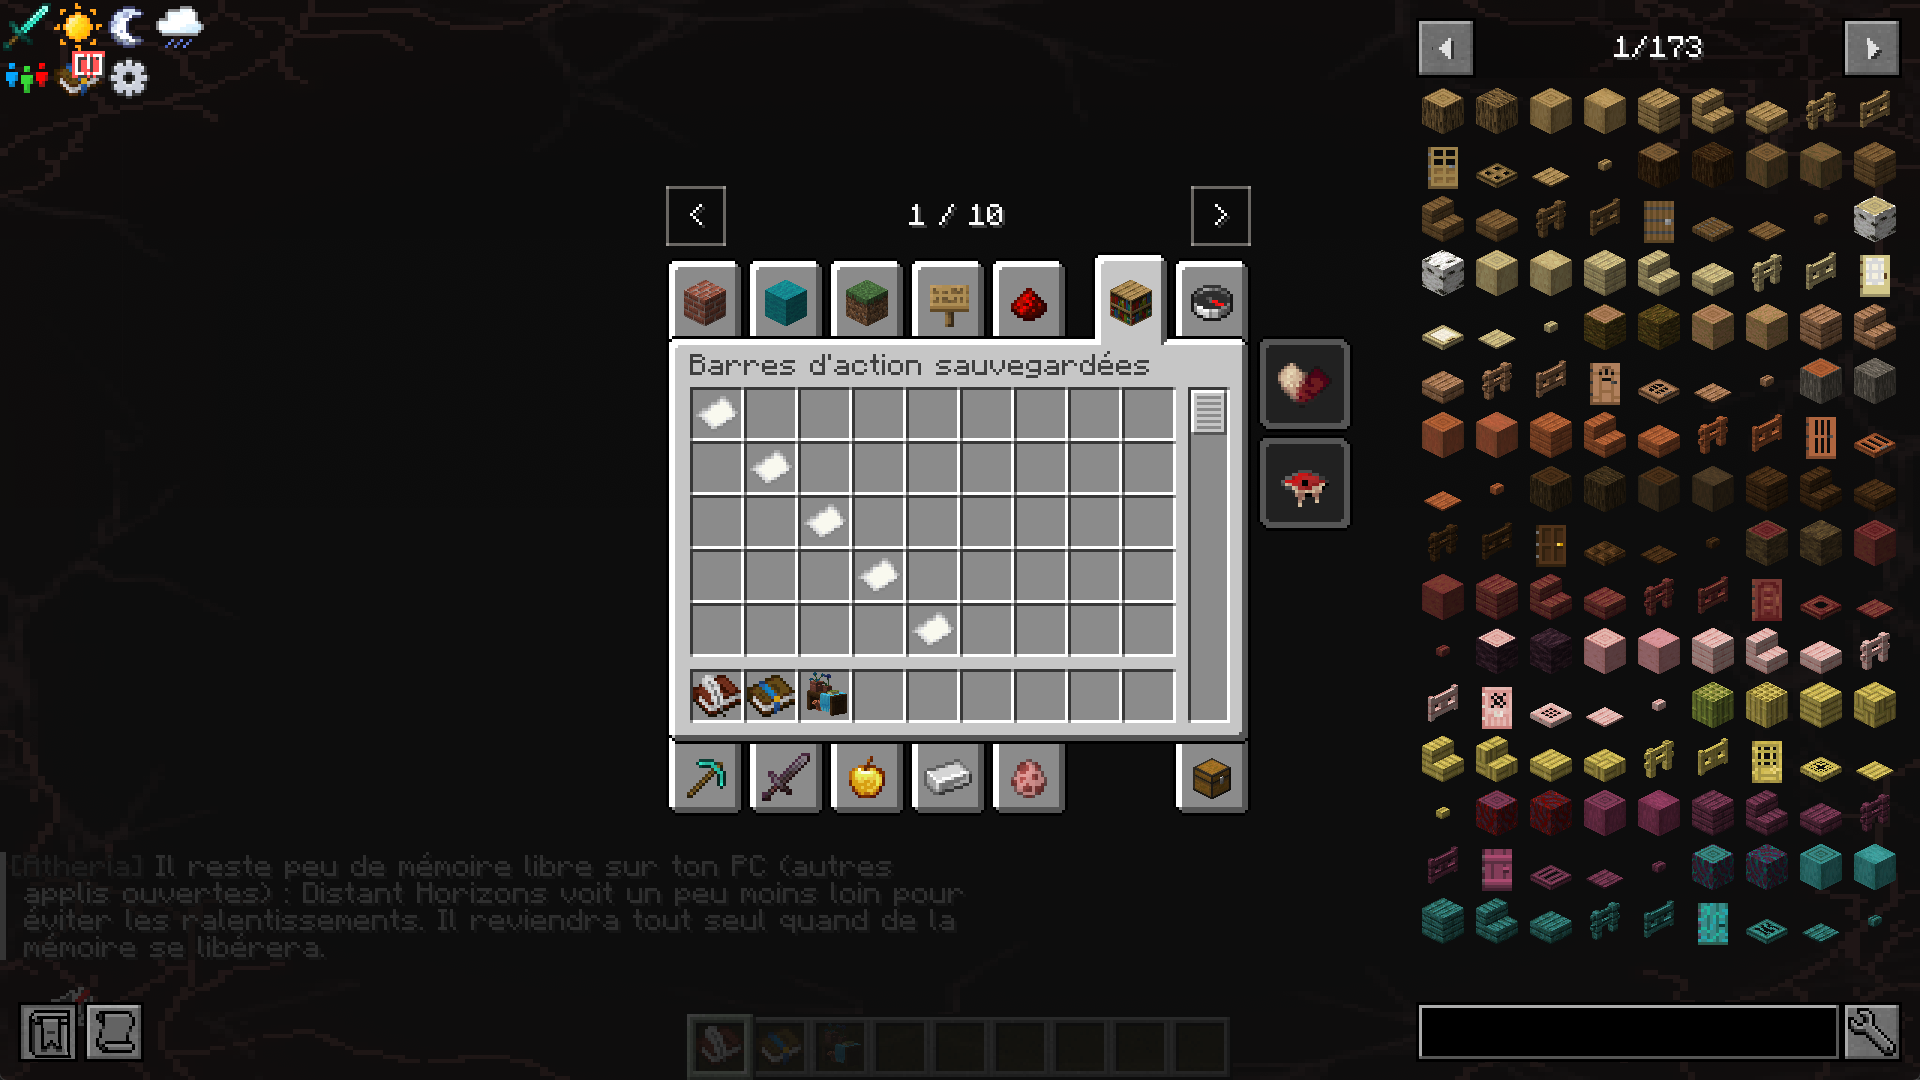 1/173
1 / 10
Barres d'action sauvegardées
[Atheria] Il reste peu de mémoire libre sur ton PC (autres
applis ouvertes) : Distant Horizons voit un peu moins loin pour
éviter les ralentissements. Il reviendra tout seul quand de la
mémoire se libérera.